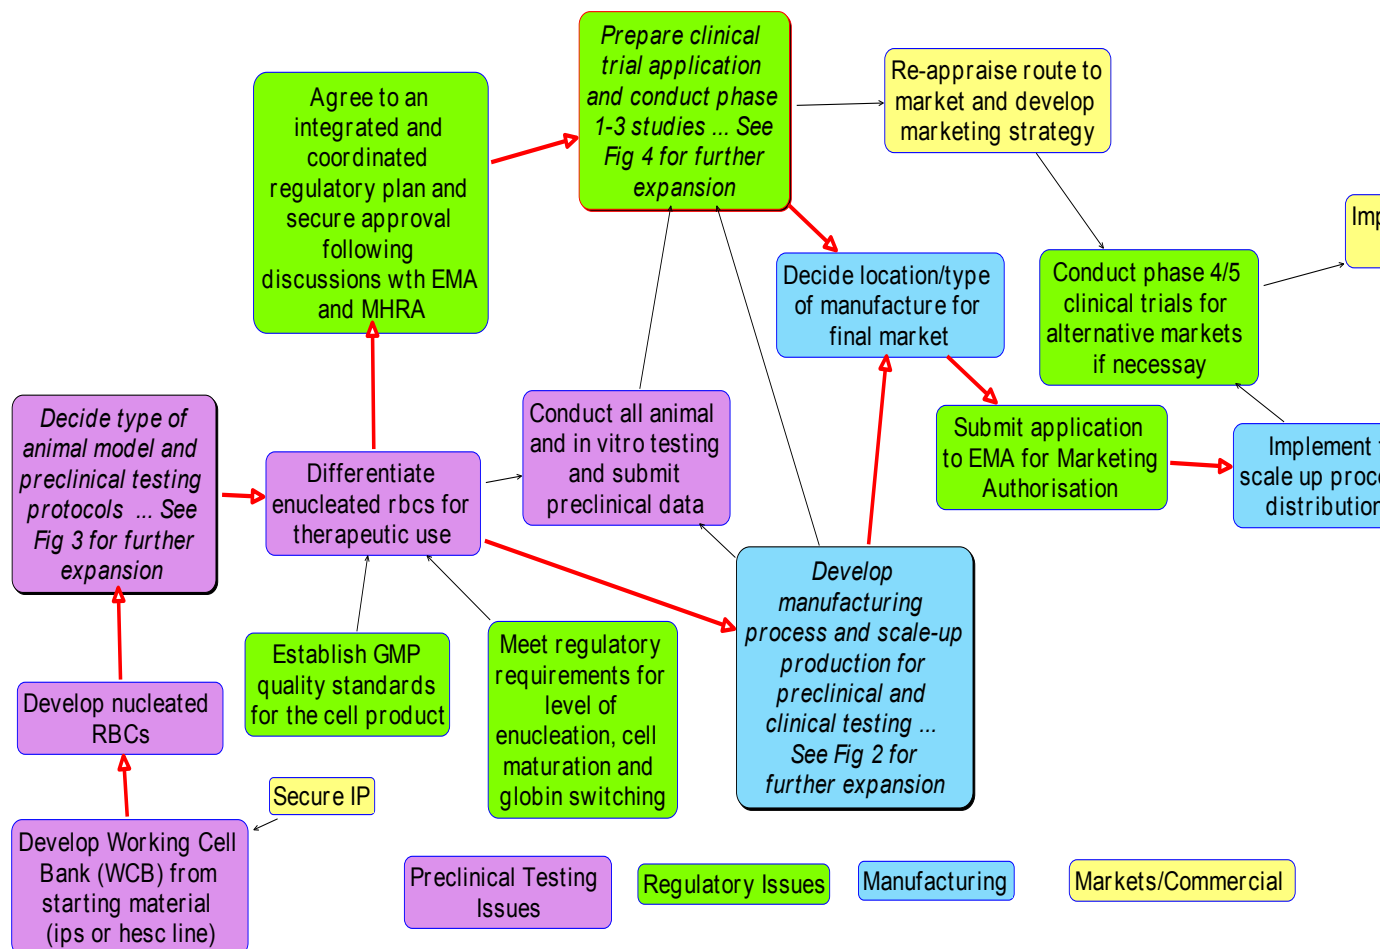 Prepare clinical
trial application
and conduct phase
1-3 studies ... See
Fig 4 for further
expansion
Re-appraise route to
market and develop
marketing strategy
Agree to an
integrated and
coordinated
regulatory plan and
secure approval
following
discussions wth EMA
and MHRA
Decide location/type
of manufacture for
final market
Conduct phase 4/5
clinical trials for
alternative markets
if necessay
Decide type of
animal model and
preclinical testing
protocols ... See
Fig 3 for further
expansion
Differentiate
enucleated rbcs for
therapeutic use
Conduct all animal
and in vitro testing
and submit
preclinical data
Submit application
to EMA for Marketing
Authorisation
Implement
scale up
distribution
Develop
manufacturing
process and scale-up
production for
preclinical and
clinical testing ...
See Fig 2 for
further expansion
Establish GMP
quality standards
for the cell product
Meet regulatory
requirements for
level of
enucleation, cell
maturation and
globin switching
Develop nucleated
RBCs
Secure IP
Develop Working Cell
Bank (WCB) from
starting material
(ips or hesc line)
Preclinical Testing
Issues
Regulatory Issues
Manufacturing
Markets/Commercial